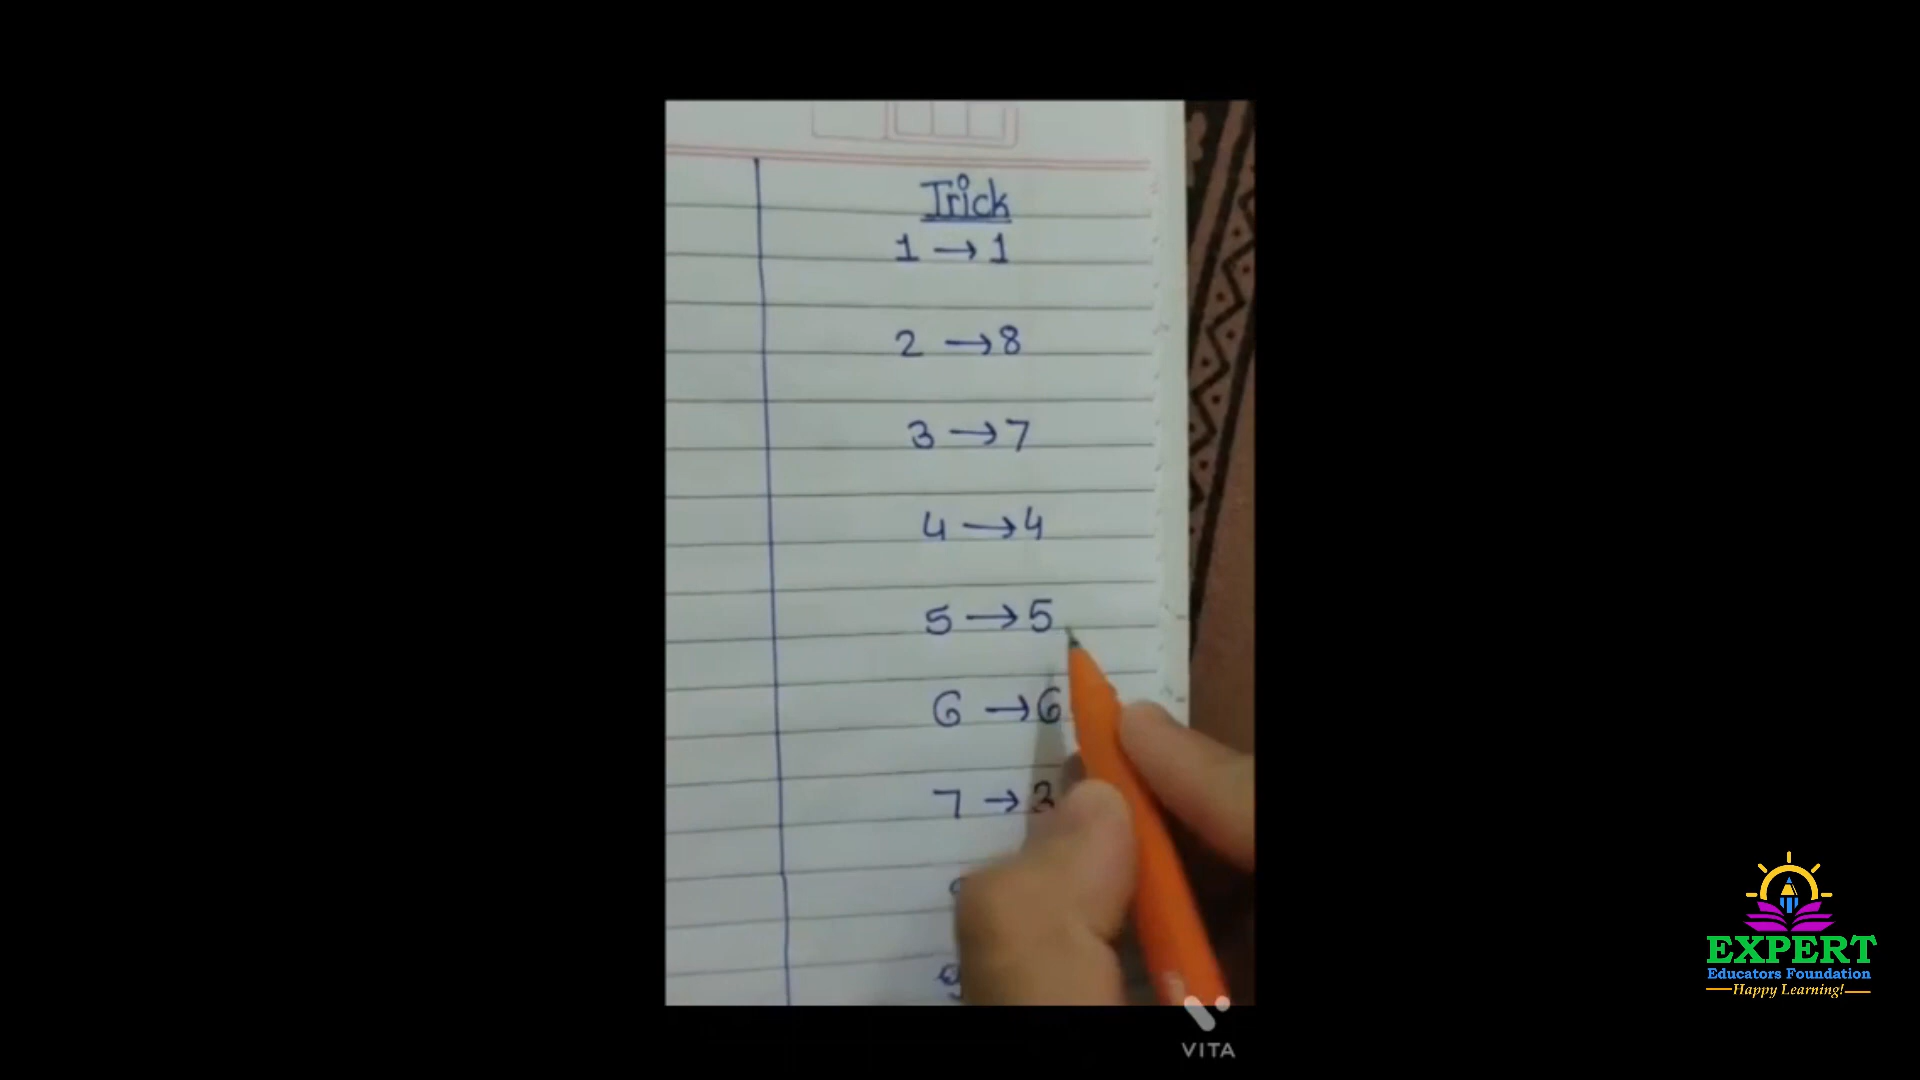 Trick
1 → 1
2 → 8
3 → 7
4 → 4
5 → 5
6 → 6
7 → 3
EXPERT
Educators Foundation
Happy Learning!
VITA